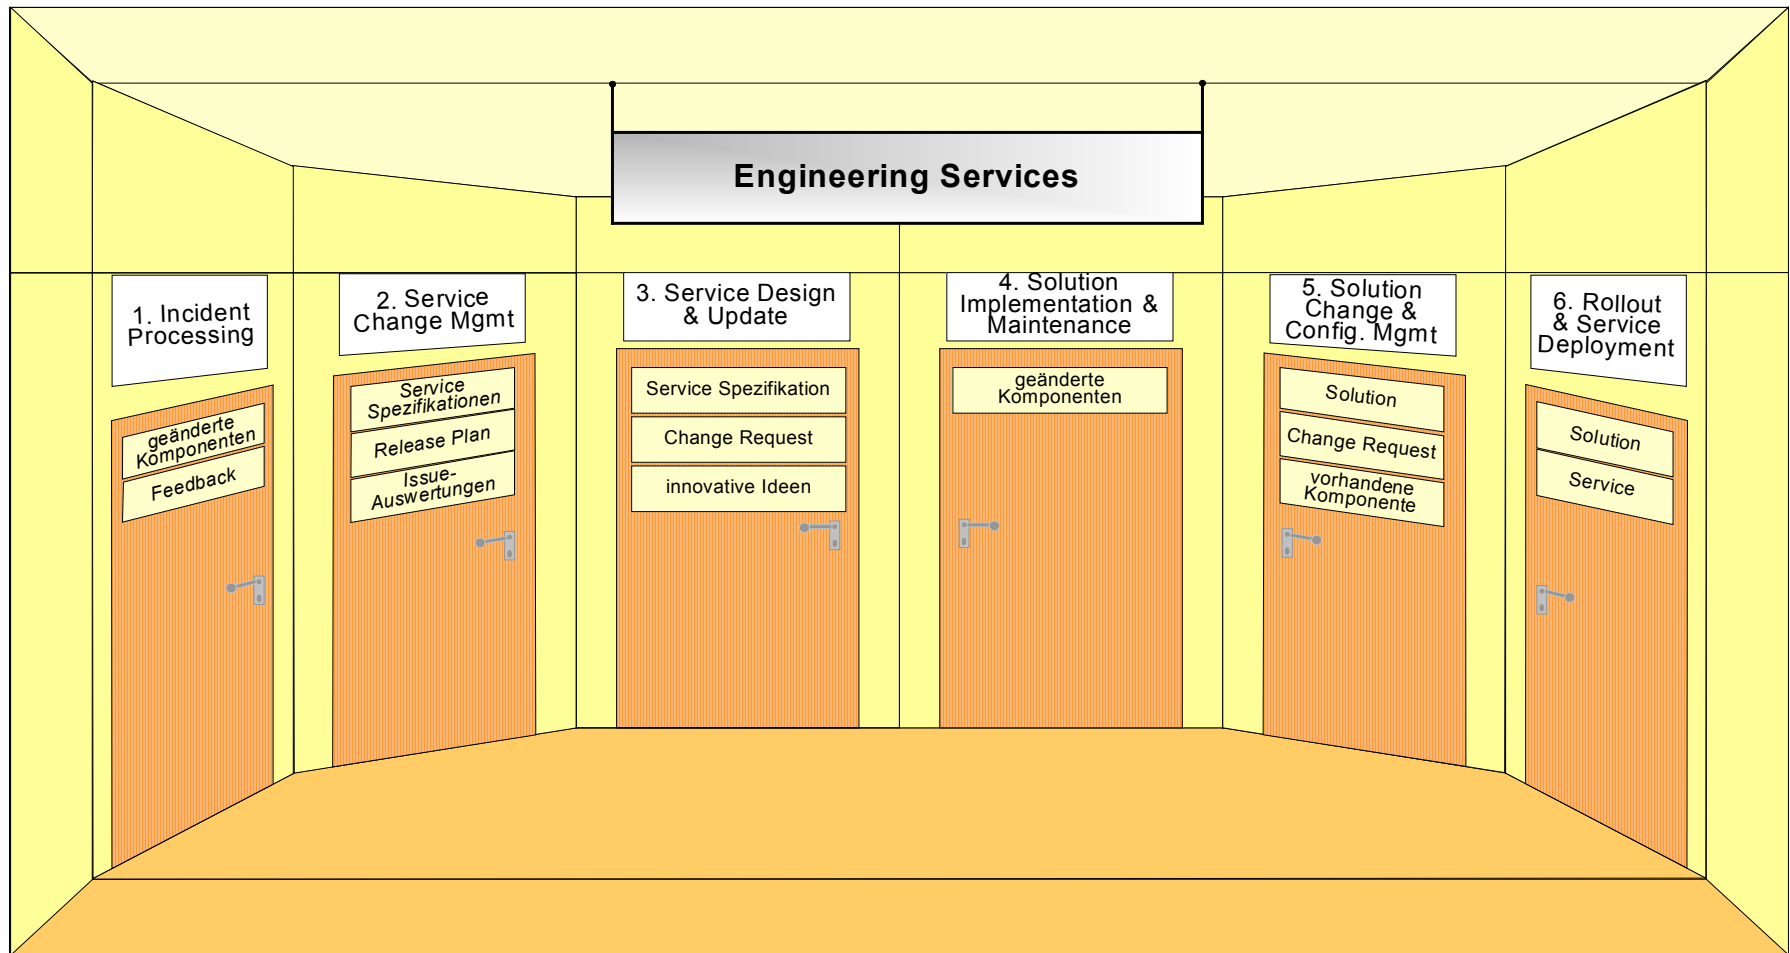 Engineering Services
1. Incident
Processing
geänderte
Komponenten
Feedback
2. Service
Change Mgmt
Service
Spezifikationen
Release Plan
Issue-
Auswertungen
3. Service Design
& Update
Service Spezifikation
Change Request
innovative Ideen
4. Solution
Implementation &
Maintenance
geänderte
Komponenten
5. Solution
Change &
Config. Mgmt
Solution
Change Request
vorhandene
Komponente
6. Rollout
& Service
Deployment
Solution
Service